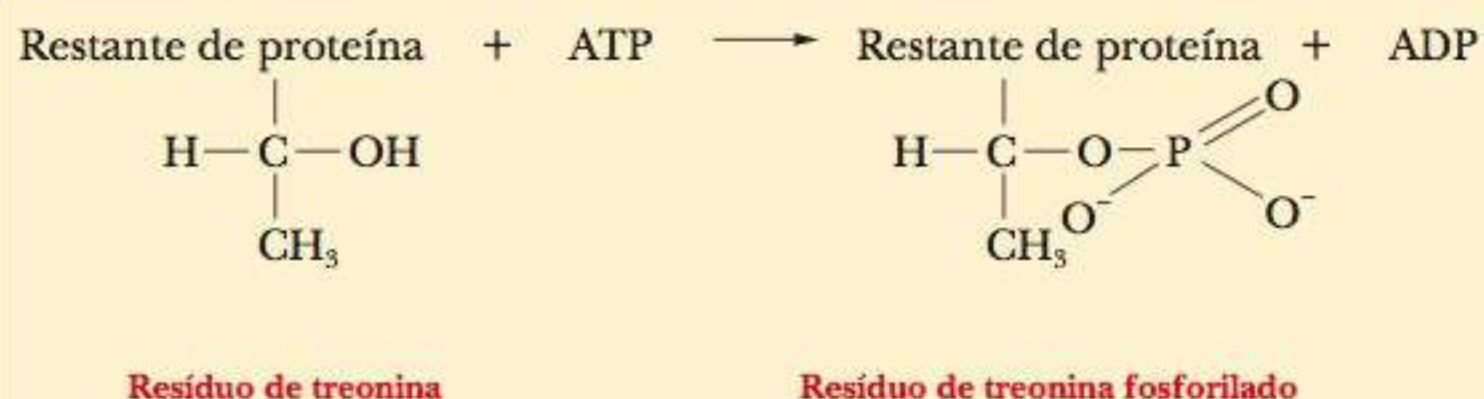 Restante de proteína + ATP ⟶ Restante de proteína + ADP
O
H—C—OH H—C—O—P
O⁻ O⁻
CH₃ CH₃
Resíduo de treonina Resíduo de treonina fosforilado